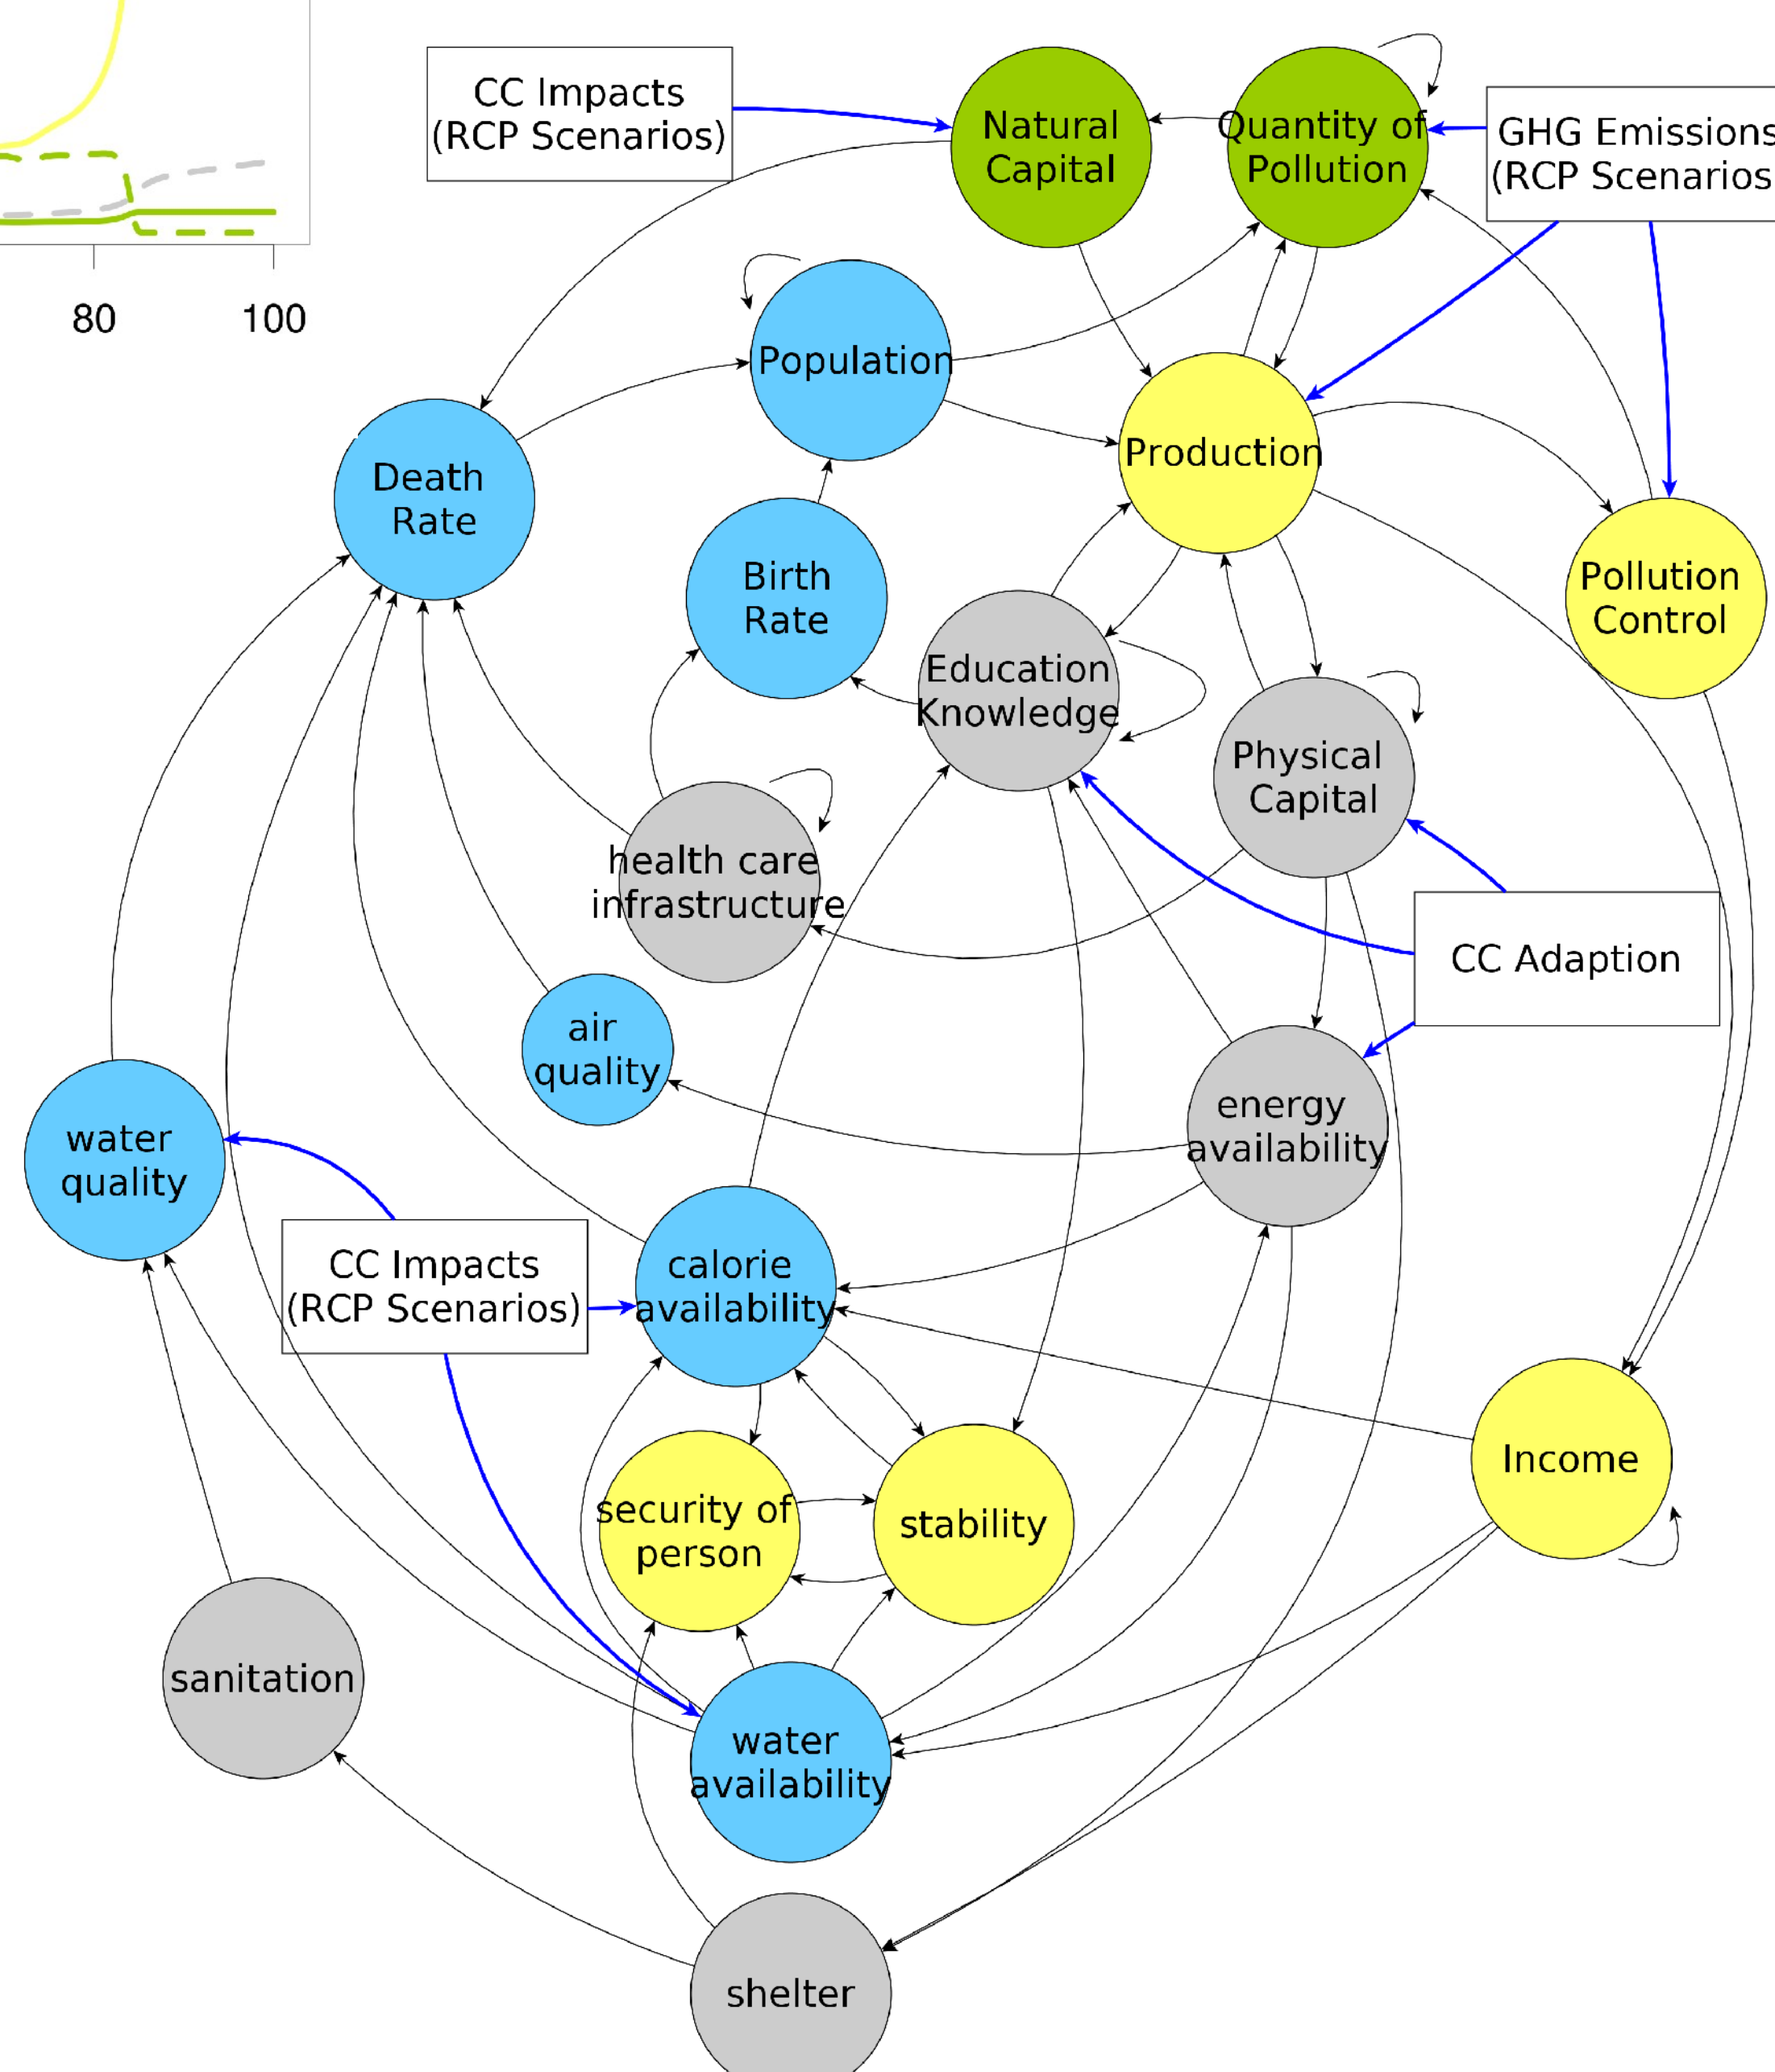 CC Impacts
(RCP Scenarios)
Natural
Capital
Quantity of
Pollution
GHG Emissions
(RCP Scenarios
80
100
Population
Production
Death
Rate
Birth
Rate
Pollution
Control
Education
Knowledge
Physical
Capital
health care
infrastructure
CC Adaption
air
quality
energy
availability
water
quality
CC Impacts
(RCP Scenarios)
calorie
availability
Income
security of
person
stability
sanitation
water
availability
shelter